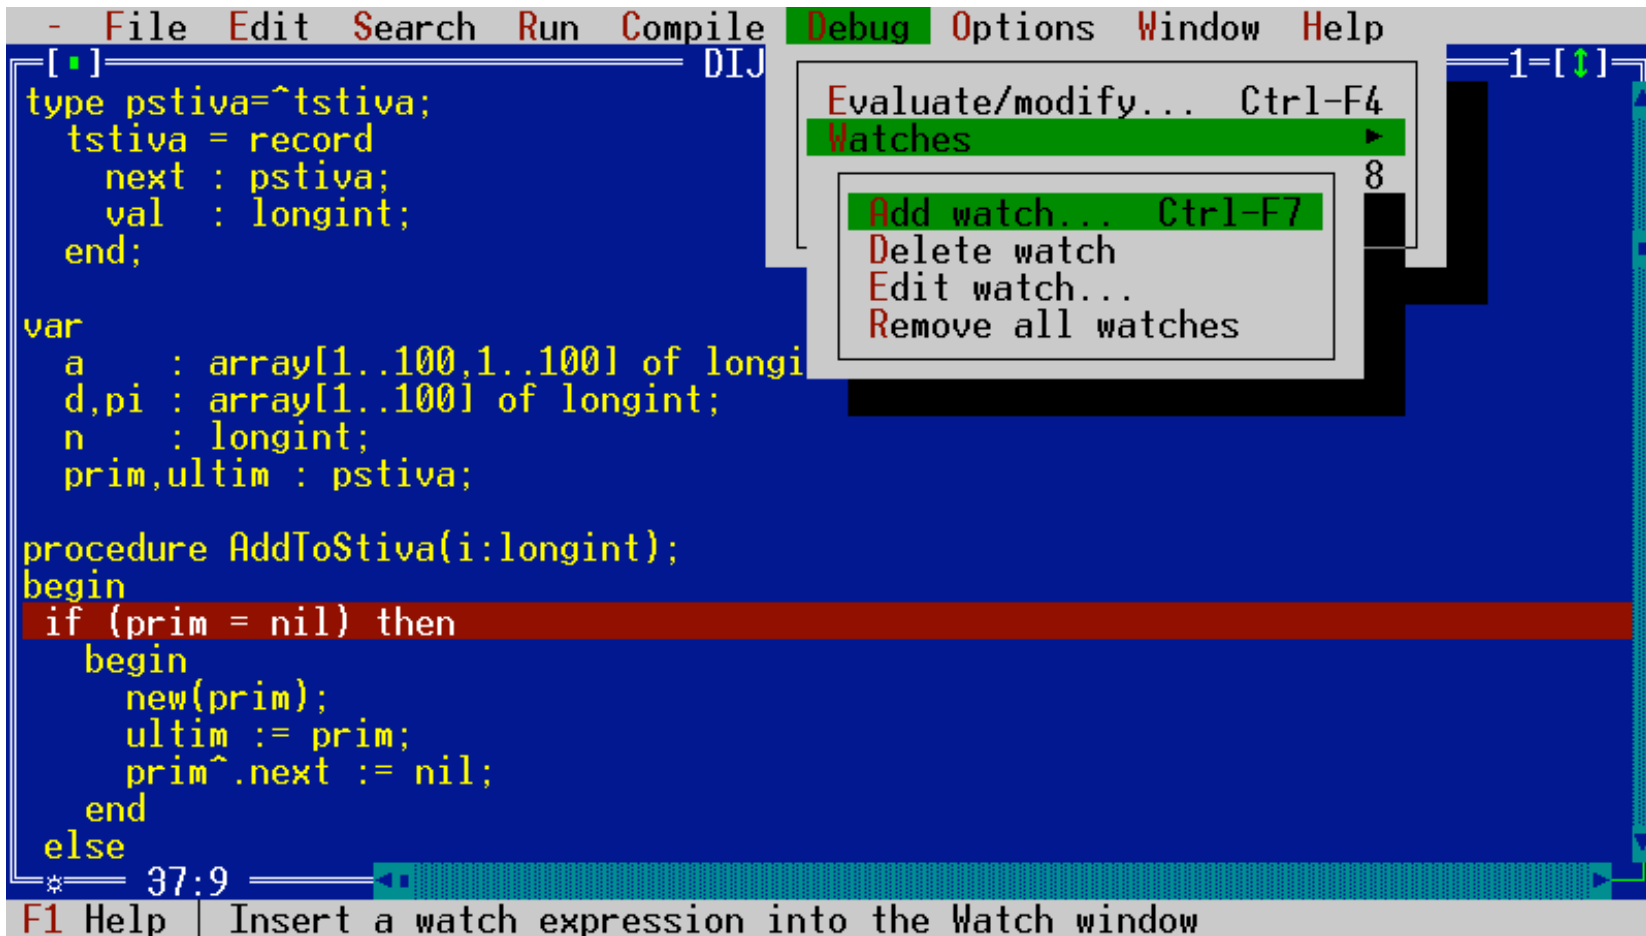 - File Edit Search Run Compile Debug Options Window Help
[▪] DIJ 1=[↕]
type pstiva=^tstiva;
tstiva = record
next : pstiva;
val : longint;
end;
var
a : array[1..100,1..100] of longi
d,pi : array[1..100] of longint;
n : longint;
prim,ultim : pstiva;
procedure AddToStiva(i:longint);
begin
if (prim = nil) then
begin
new(prim);
ultim := prim;
prim^.next := nil;
end
else
37:9
Evaluate/modify... Ctrl-F4
Watches ►
8
Add watch... Ctrl-F7
Delete watch
Edit watch...
Remove all watches
F1 Help | Insert a watch expression into the Watch window